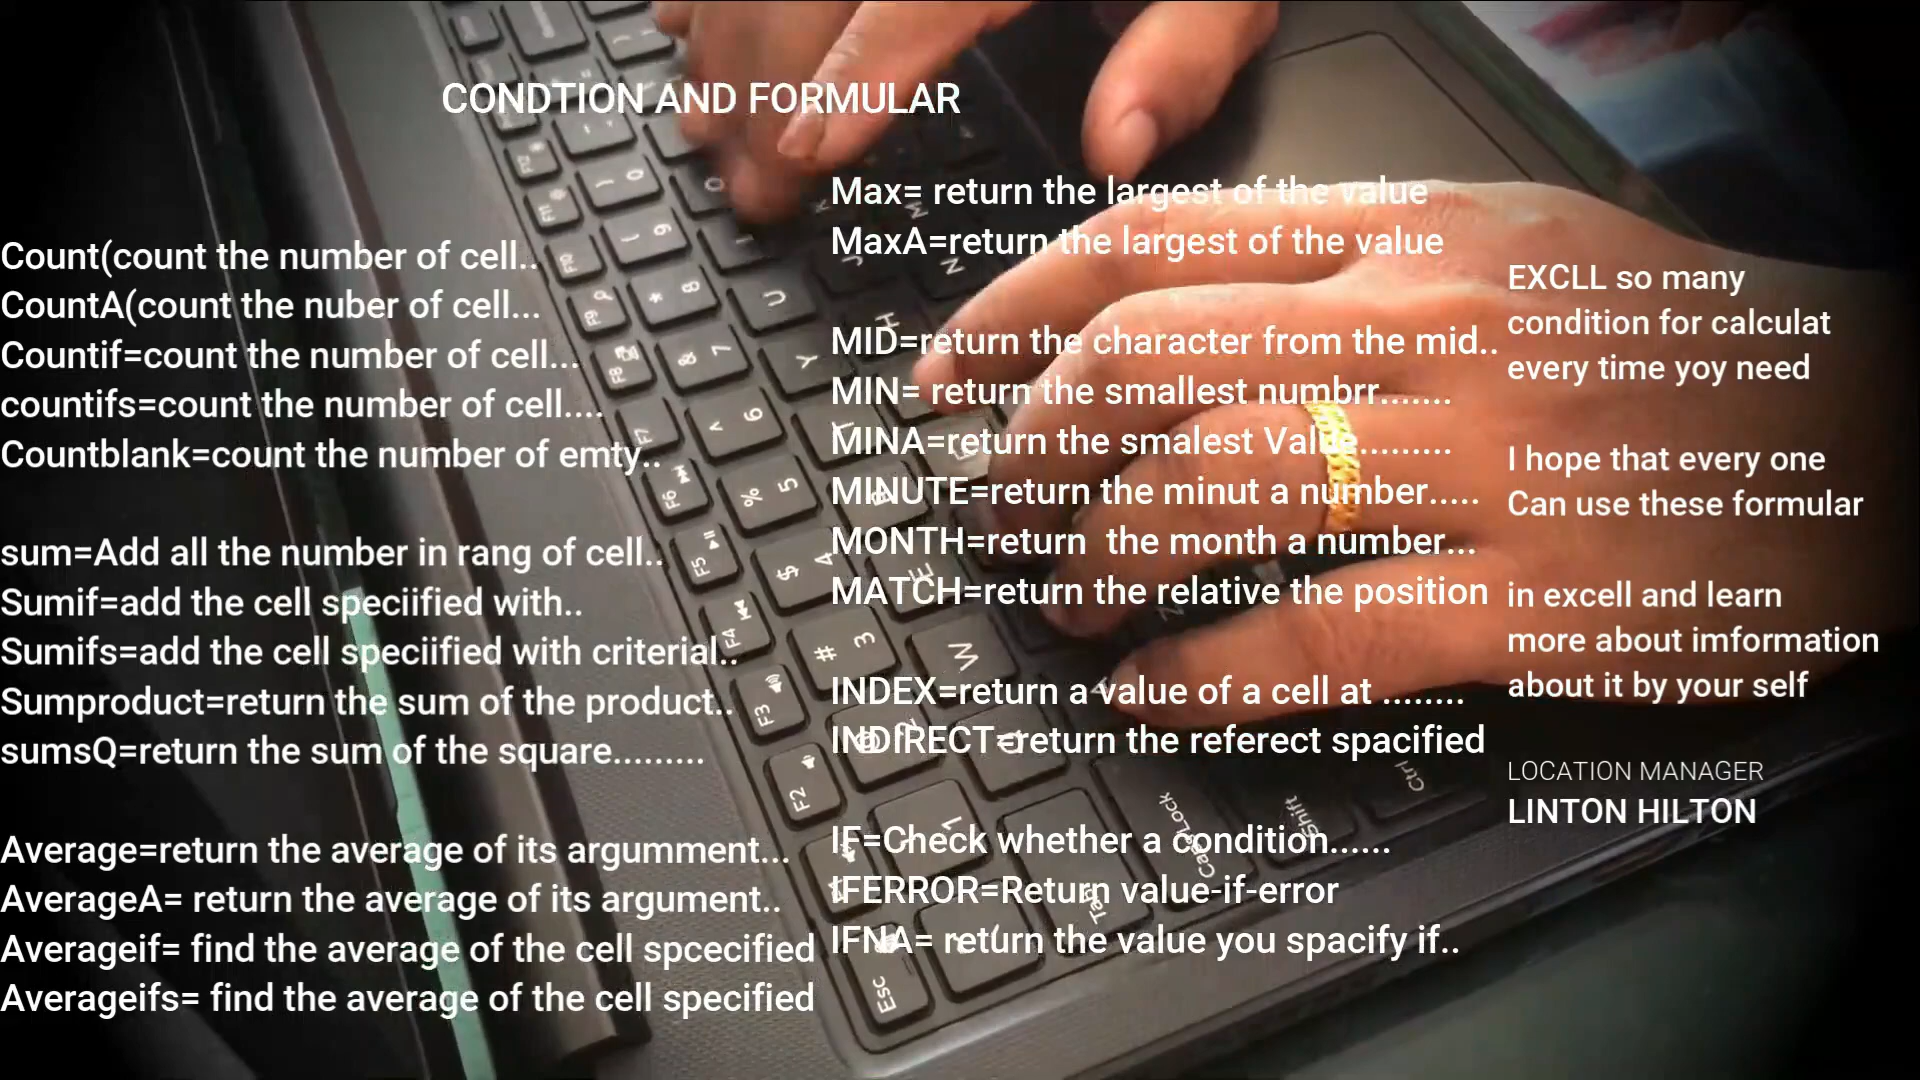 CONDTION AND FORMULAR
Count(count the number of cell..
CountA(count the nuber of cell...
Countif=count the number of cell...
countifs=count the number of cell....
Countblank=count the number of emty..
sum=Add all the number in rang of cell..
Sumif=add the cell speciified with..
Sumifs=add the cell speciified with criterial..
Sumproduct=return the sum of the product..
sumsQ=return the sum of the square.........
Average=return the average of its argumment...
AverageA= return the average of its argument..
Averageif= find the average of the cell spcecified
Averageifs= find the average of the cell specified
Max= return the largest of the value
MaxA=return the largest of the value
MID=return the character from the mid..
MIN= return the smallest numbrr.......
MINA=return the smalest Value.........
MINUTE=return the minut a number.....
MONTH=return  the month a number...
MATCH=return the relative the position
INDEX=return a value of a cell at ........
INDIRECT=return the referect spacified
IF=Check whether a condition......
IFERROR=Return value-if-error
IFNA= return the value you spacify if..
EXCLL so many
condition for calculat
every time yoy need
I hope that every one
Can use these formular
in excell and learn
more about imformation
about it by your self
LOCATION MANAGER
LINTON HILTON